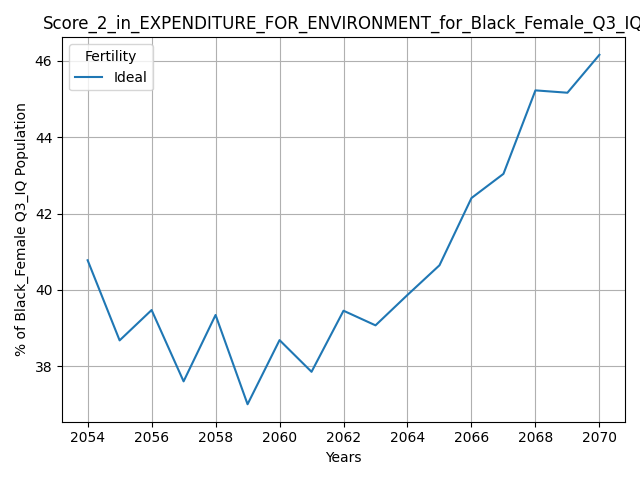 Score_2_in_EXPENDITURE_FOR_ENVIRONMENT_for_Black_Female_Q3_IQ
Fertility
Ideal
% of Black_Female Q3_IQ Population
46
44
42
40
38
2054 2056 2058 2060 2062 2064 2066 2068 2070
Years